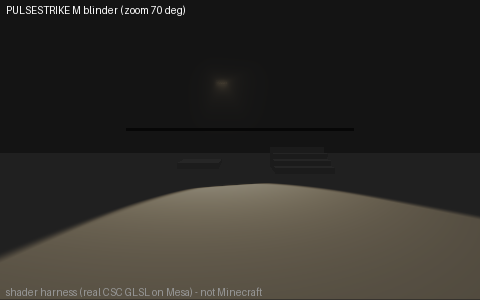 PULSESTRIKE M blinder (zoom 70 deg)
shader harness (real CSC GLSL on Mesa) - not Minecraft